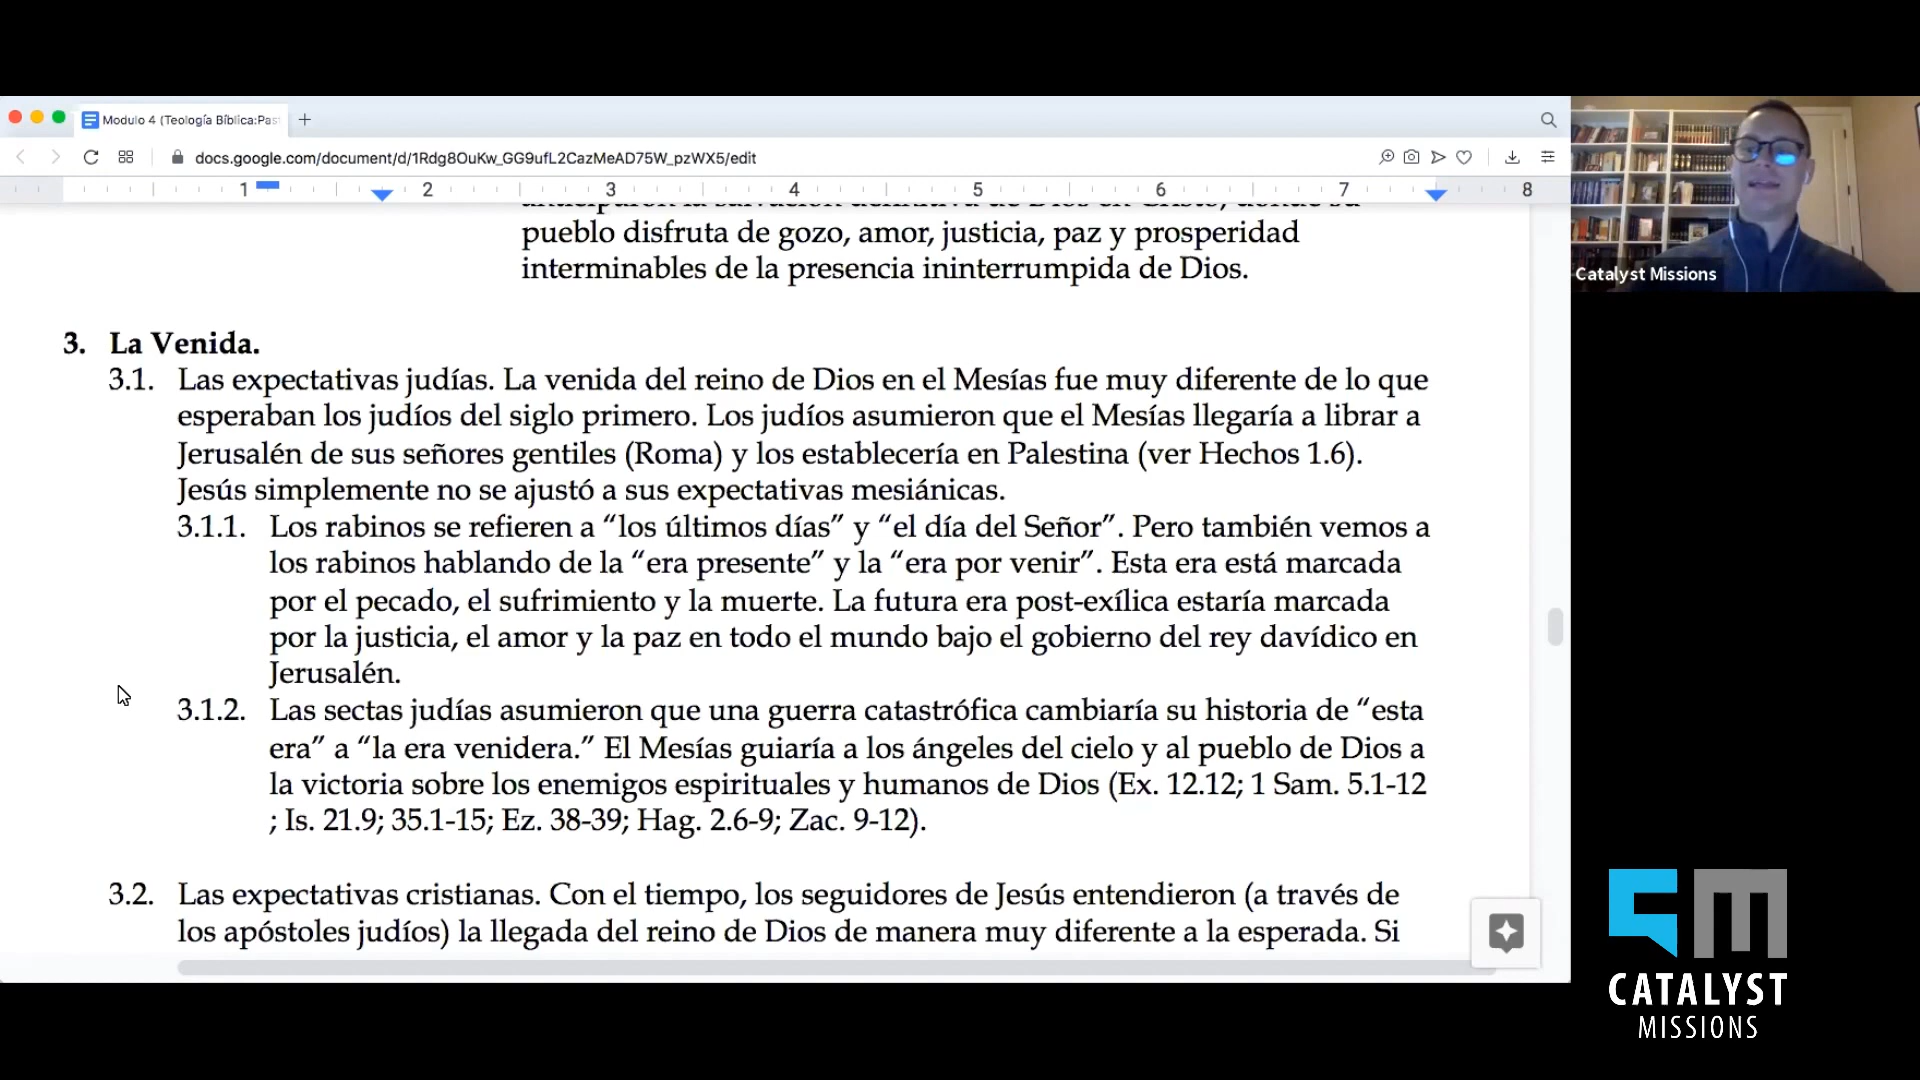 Modulo 4 (Teología Bíblica:Pas
docs.google.com/document/d/1Rdg8OuKw_GG9ufL2CazMeAD75W_pzWX5/edit
1 2 3 4 5 6 7 8
anticiparon la salvación definitiva de Dios en Cristo, donde su
pueblo disfruta de gozo, amor, justicia, paz y prosperidad
interminables de la presencia ininterrumpida de Dios.
3. La Venida.
3.1. Las expectativas judías. La venida del reino de Dios en el Mesías fue muy diferente de lo que
esperaban los judíos del siglo primero. Los judíos asumieron que el Mesías llegaría a librar a
Jerusalén de sus señores gentiles (Roma) y los establecería en Palestina (ver Hechos 1.6).
Jesús simplemente no se ajustó a sus expectativas mesiánicas.
3.1.1. Los rabinos se refieren a “los últimos días” y “el día del Señor”. Pero también vemos a
los rabinos hablando de la “era presente” y la “era por venir”. Esta era está marcada
por el pecado, el sufrimiento y la muerte. La futura era post-exílica estaría marcada
por la justicia, el amor y la paz en todo el mundo bajo el gobierno del rey davídico en
Jerusalén.
3.1.2. Las sectas judías asumieron que una guerra catastrófica cambiaría su historia de “esta
era” a “la era venidera.” El Mesías guiaría a los ángeles del cielo y al pueblo de Dios a
la victoria sobre los enemigos espirituales y humanos de Dios (Ex. 12.12; 1 Sam. 5.1-12
; Is. 21.9; 35.1-15; Ez. 38-39; Hag. 2.6-9; Zac. 9-12).
3.2. Las expectativas cristianas. Con el tiempo, los seguidores de Jesús entendieron (a través de
los apóstoles judíos) la llegada del reino de Dios de manera muy diferente a la esperada. Si
Catalyst Missions
CATALYST
MISSIONS